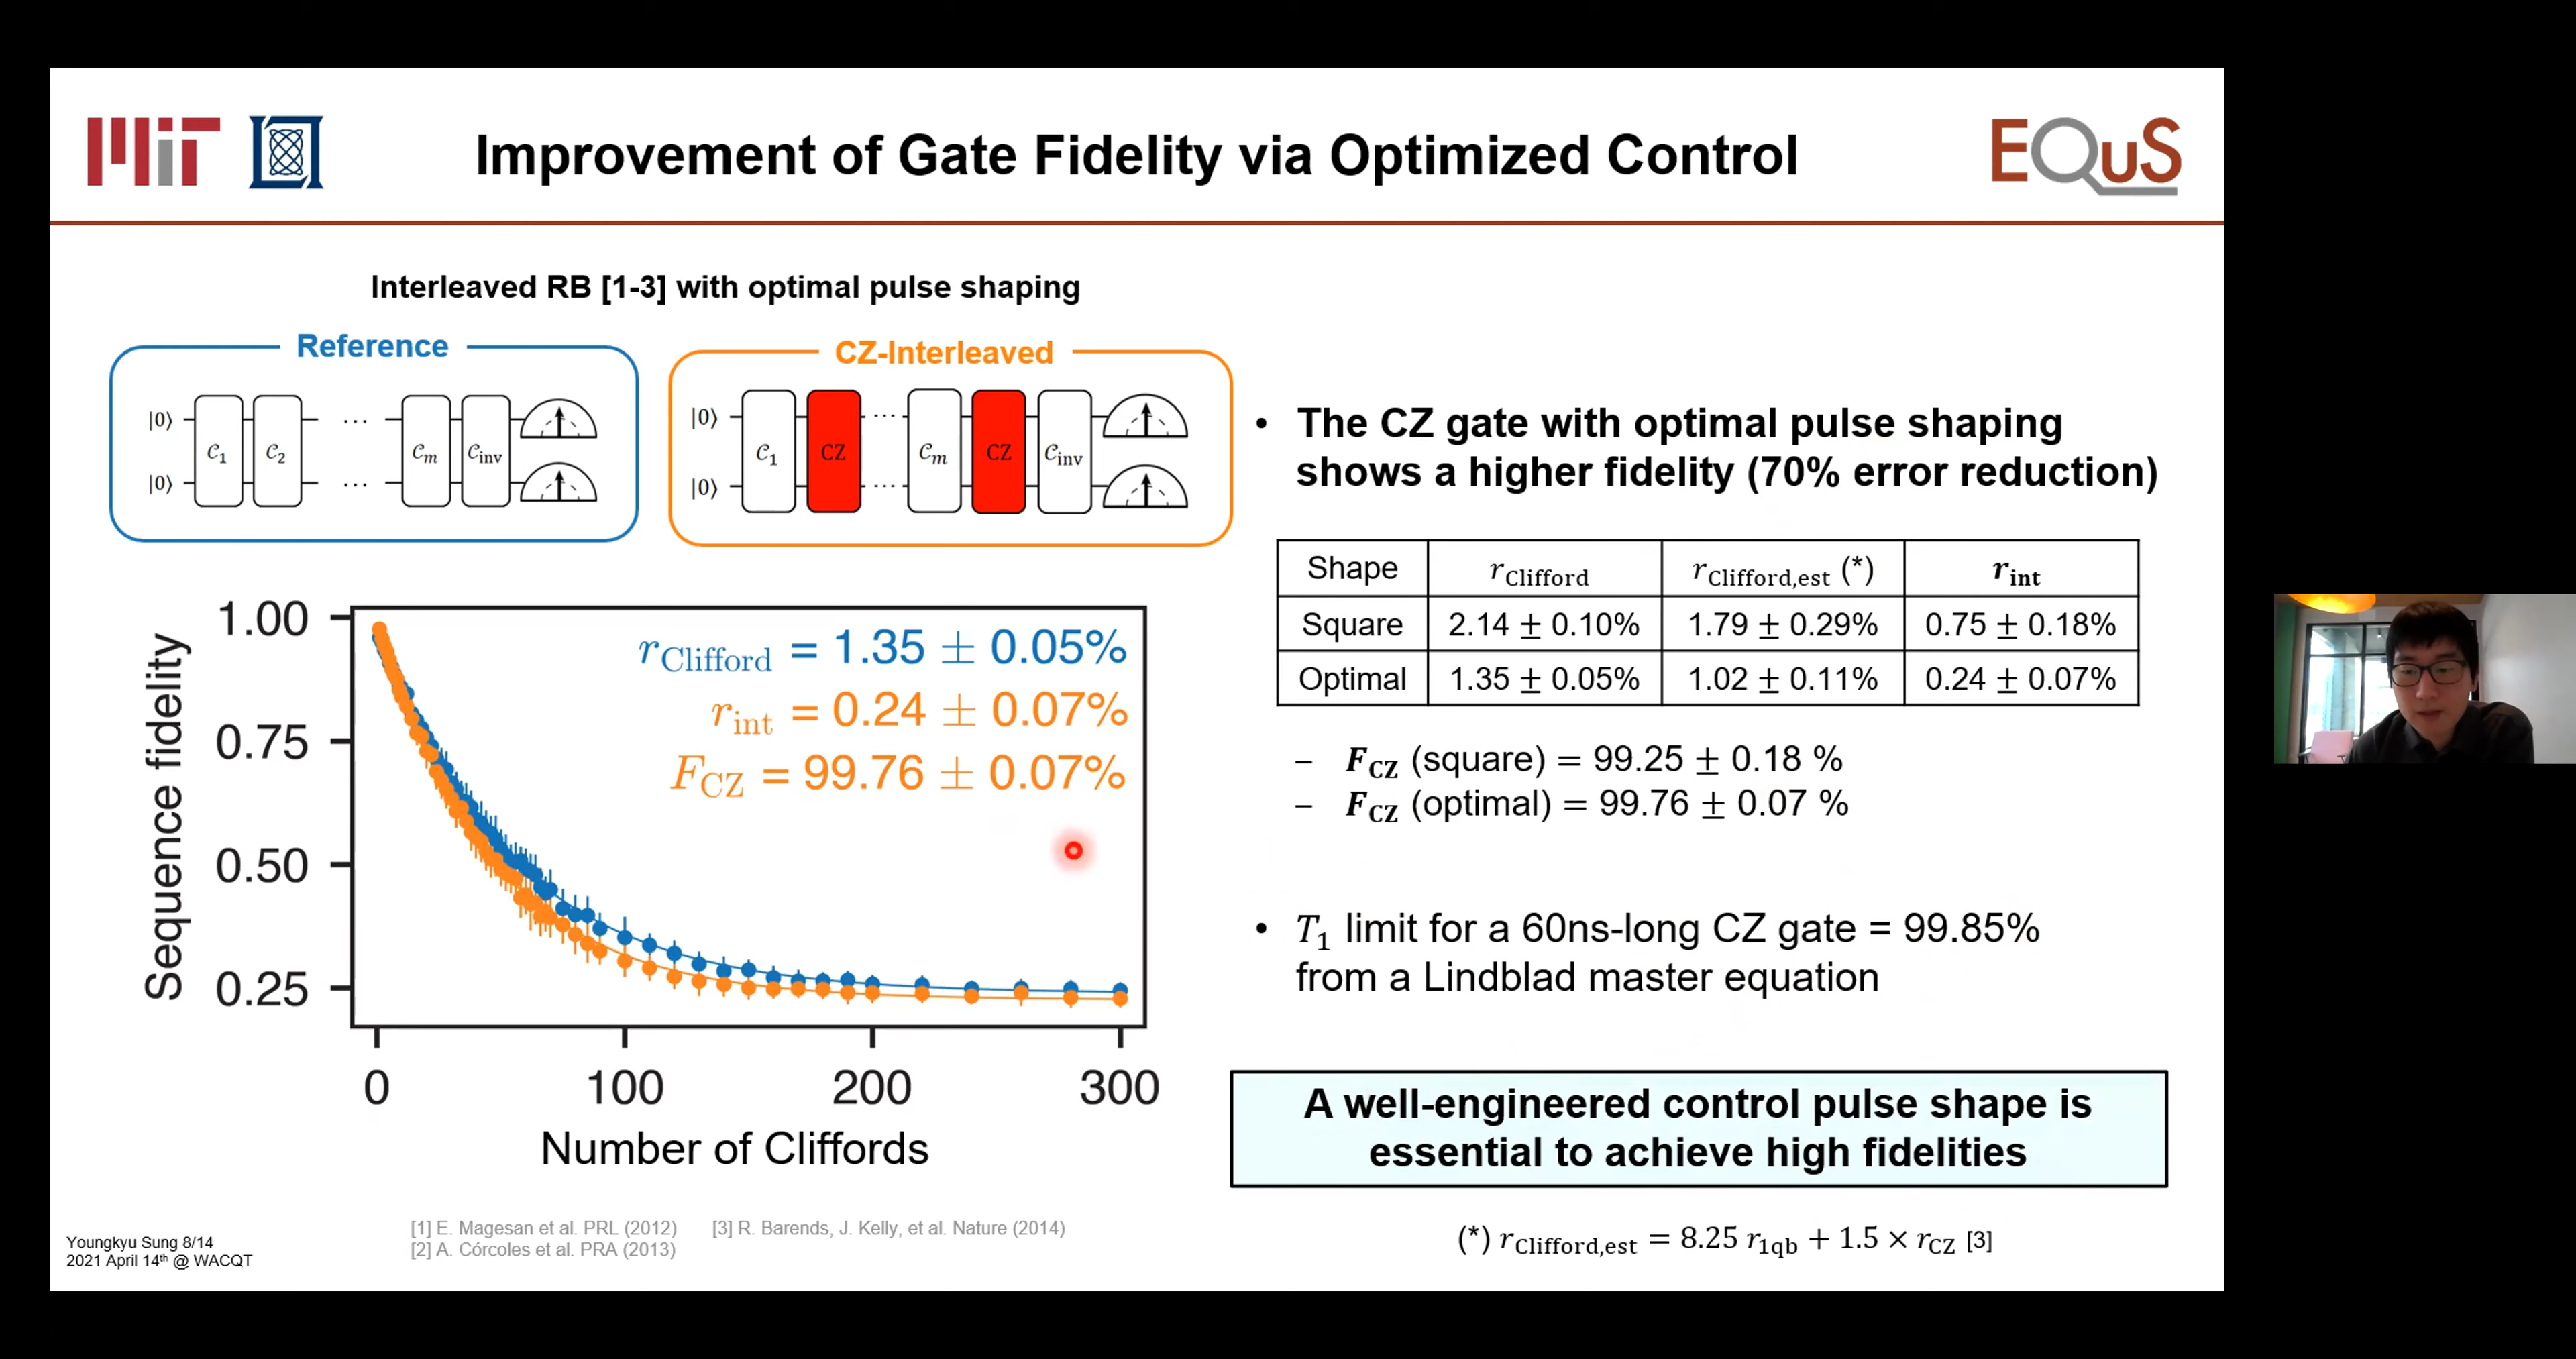 MIT
EQuS
Improvement of Gate Fidelity via Optimized Control
Interleaved RB [1-3] with optimal pulse shaping
Reference
|0⟩ 𝒞₁ 𝒞₂ ⋯ 𝒞ₘ 𝒞inv
|0⟩ ⋯
CZ-Interleaved
|0⟩ 𝒞₁ CZ ⋯ 𝒞ₘ CZ 𝒞inv
|0⟩ ⋯
Sequence fidelity
1.00
0.75
0.50
0.25
r_Clifford = 1.35 ± 0.05%
r_int = 0.24 ± 0.07%
F_CZ = 99.76 ± 0.07%
0 100 200 300
Number of Cliffords
• The CZ gate with optimal pulse shaping
shows a higher fidelity (70% error reduction)
Shape r_Clifford r_Clifford,est (*) r_int
Square 2.14 ± 0.10% 1.79 ± 0.29% 0.75 ± 0.18%
Optimal 1.35 ± 0.05% 1.02 ± 0.11% 0.24 ± 0.07%
– F_CZ (square) = 99.25 ± 0.18 %
– F_CZ (optimal) = 99.76 ± 0.07 %
• T₁ limit for a 60ns-long CZ gate = 99.85%
from a Lindblad master equation
A well-engineered control pulse shape is
essential to achieve high fidelities
(*) r_Clifford,est = 8.25 r_1qb + 1.5 × r_CZ [3]
[1] E. Magesan et al. PRL (2012) [3] R. Barends, J. Kelly, et al. Nature (2014)
[2] A. Córcoles et al. PRA (2013)
Youngkyu Sung 8/14
2021 April 14th @ WACQT